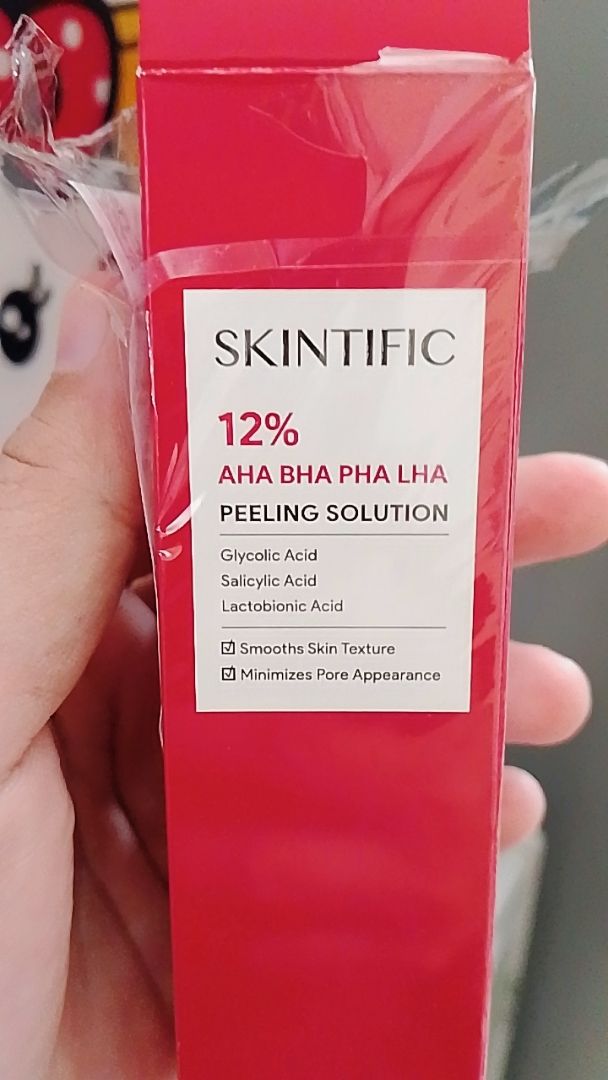 SKINTIFIC
12%
AHA BHA PHA LHA
PEELING SOLUTION
Glycolic Acid
Salicylic Acid
Lactobionic Acid
Smooths Skin Texture
Minimizes Pore Appearance